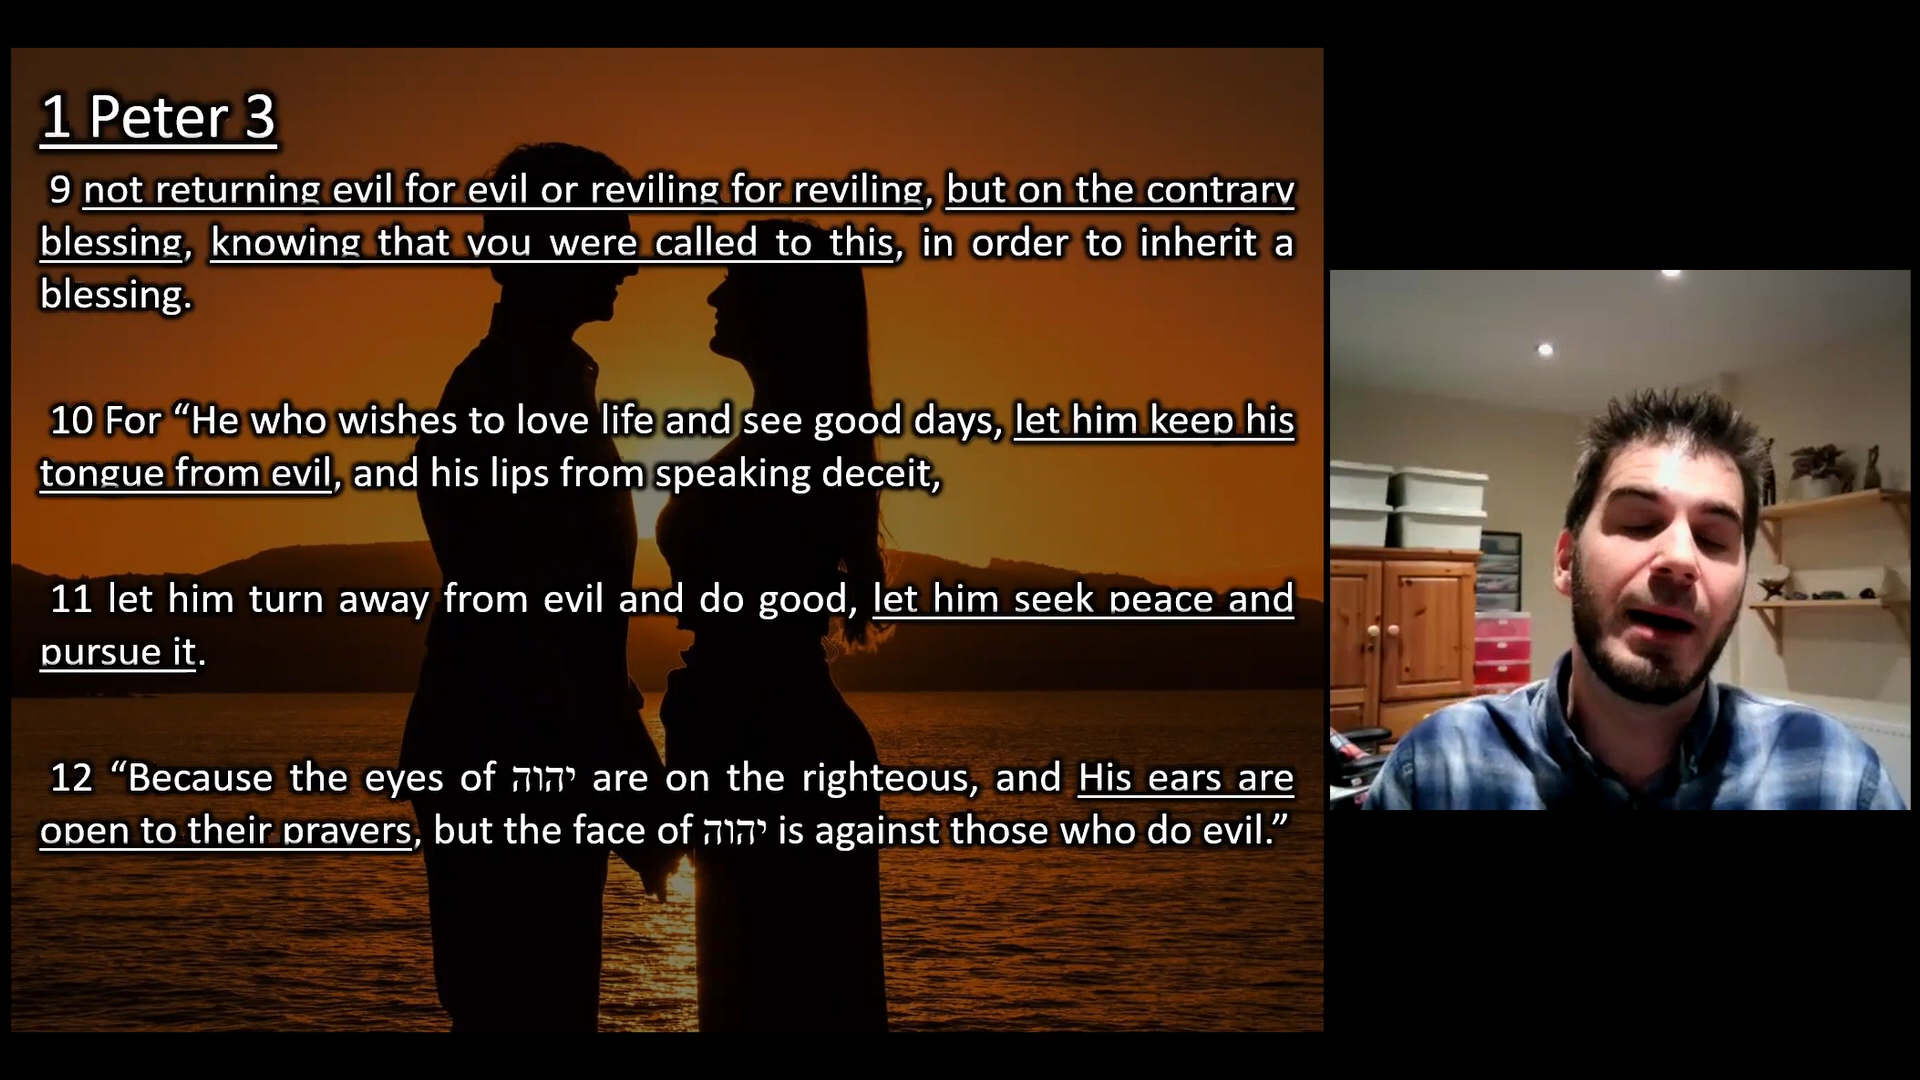 1 Peter 3
9 not returning evil for evil or reviling for reviling, but on the contrary
blessing, knowing that you were called to this, in order to inherit a
blessing.
10 For “He who wishes to love life and see good days, let him keep his
tongue from evil, and his lips from speaking deceit,
11 let him turn away from evil and do good, let him seek peace and
pursue it.
12 “Because the eyes of יהוה are on the righteous, and His ears are
open to their prayers, but the face of יהוה is against those who do evil.”